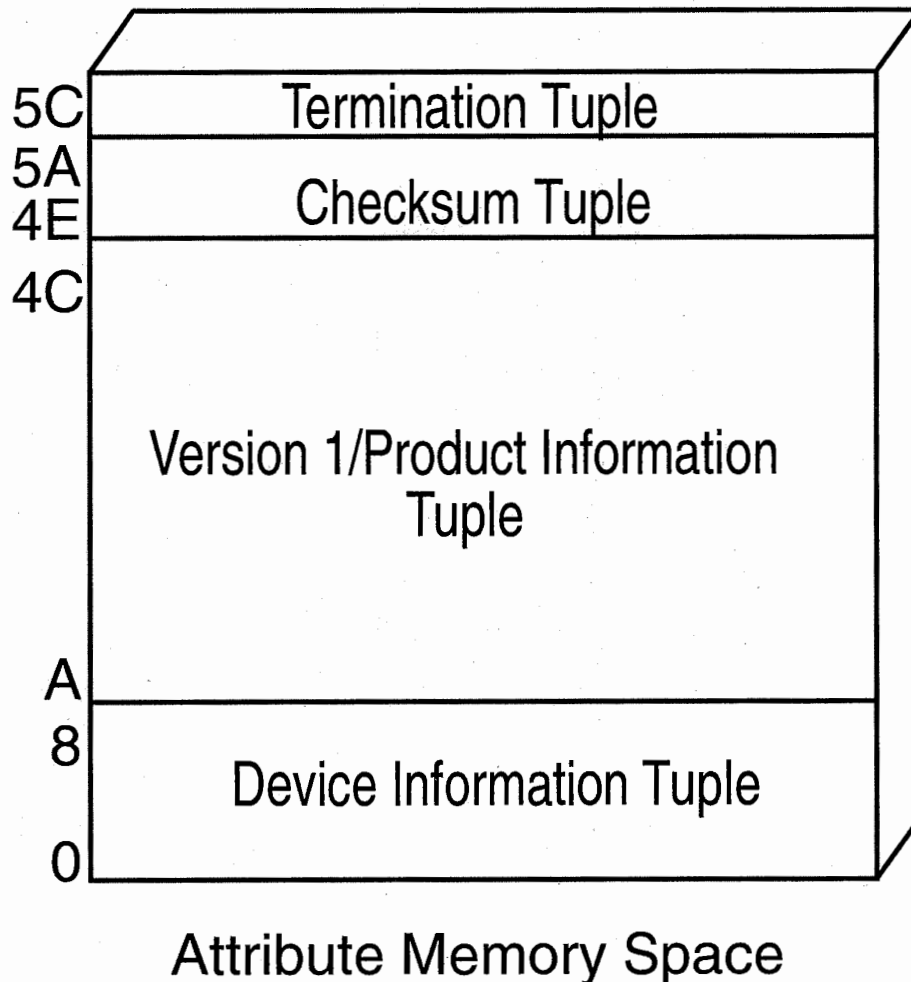 5C Termination Tuple
5A
Checksum Tuple
4E
4C
Version 1/Product Information
Tuple
A
8
Device Information Tuple
0
Attribute Memory Space